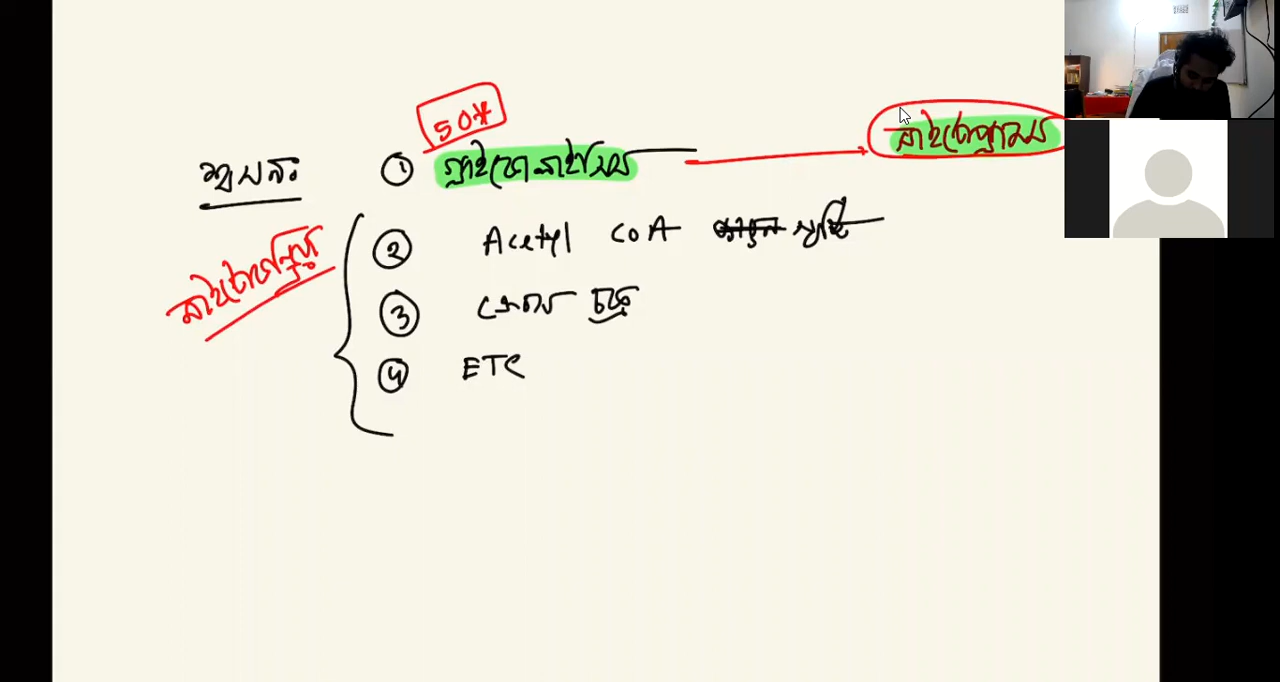 50*
শ্বসনঃ ① গ্লাইকোলাইসিস সাইটোপ্লাজম
② Acetyl CoA সৃষ্টি
মাইটোকন্ড্রিয়া
③ ক্রেবস চক্র
④ ETC